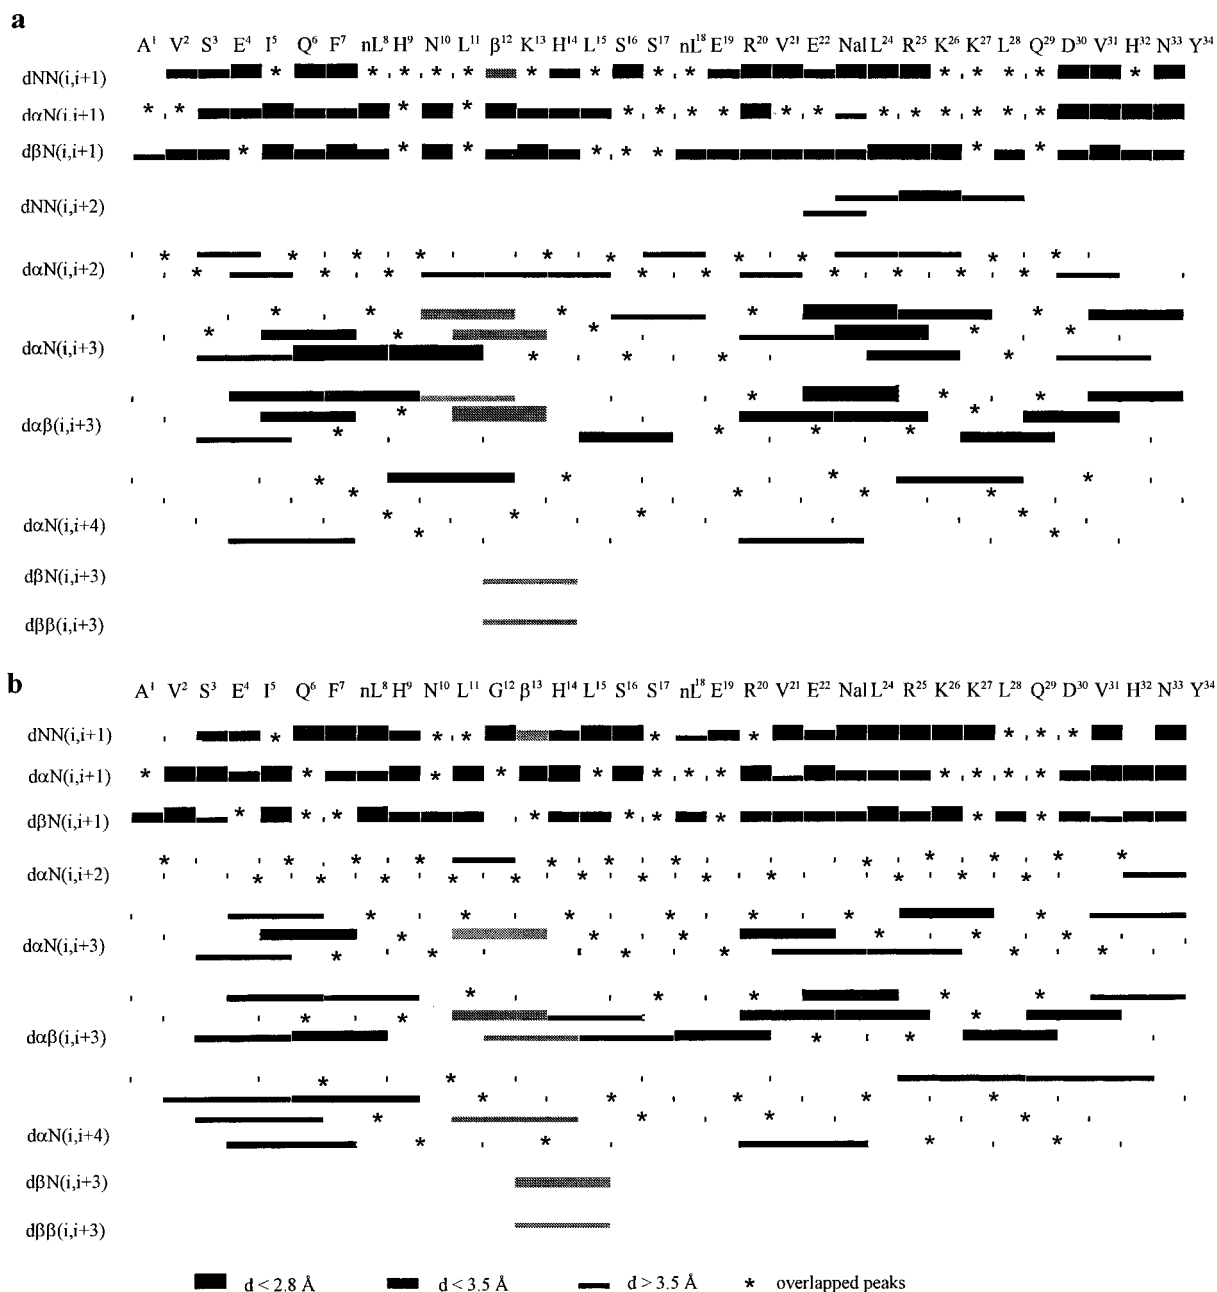 a
A¹ V² S³ E⁴ I⁵ Q⁶ F⁷ nL⁸ H⁹ N¹⁰ L¹¹ β¹² K¹³ H¹⁴ L¹⁵ S¹⁶ S¹⁷ nL¹⁸ E¹⁹ R²⁰ V²¹ E²² Nal L²⁴ R²⁵ K²⁶ K²⁷ L²⁸ Q²⁹ D³⁰ V³¹ H³² N³³ Y³⁴
dNN(i,i+1)
dαN(i,i+1)
dβN(i,i+1)
dNN(i,i+2)
dαN(i,i+2)
dαN(i,i+3)
dαβ(i,i+3)
dαN(i,i+4)
dβN(i,i+3)
dββ(i,i+3)
b
A¹ V² S³ E⁴ I⁵ Q⁶ F⁷ nL⁸ H⁹ N¹⁰ L¹¹ G¹² β¹³ H¹⁴ L¹⁵ S¹⁶ S¹⁷ nL¹⁸ E¹⁹ R²⁰ V²¹ E²² Nal L²⁴ R²⁵ K²⁶ K²⁷ L²⁸ Q²⁹ D³⁰ V³¹ H³² N³³ Y³⁴
dNN(i,i+1)
dαN(i,i+1)
dβN(i,i+1)
dαN(i,i+2)
dαN(i,i+3)
dαβ(i,i+3)
dαN(i,i+4)
dβN(i,i+3)
dββ(i,i+3)
d < 2.8 Å d < 3.5 Å d > 3.5 Å * overlapped peaks